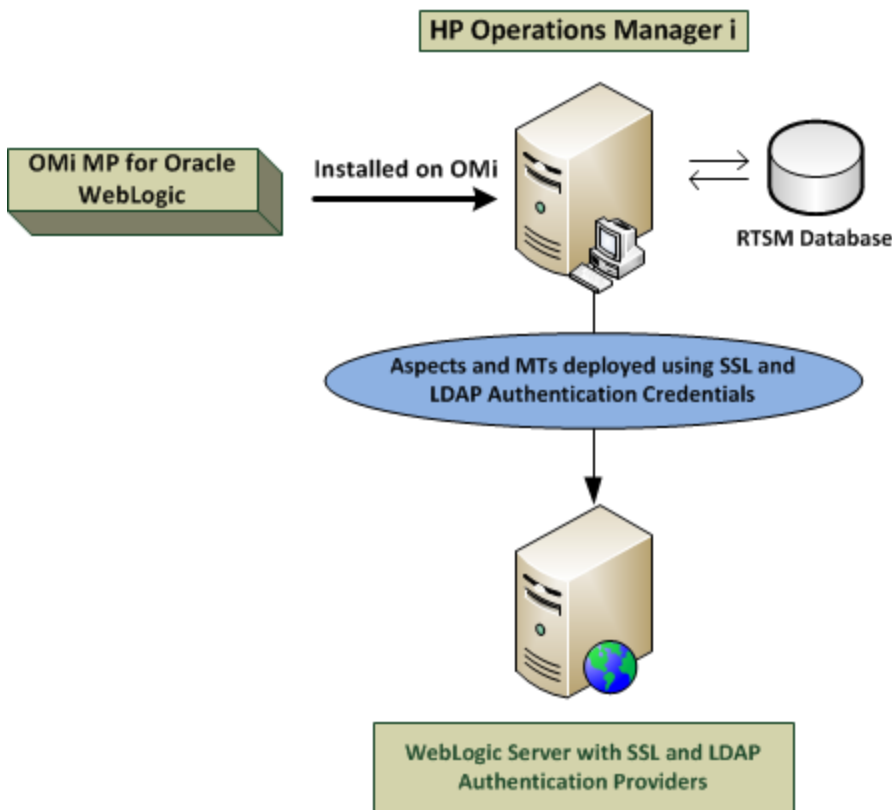 HP Operations Manager i
OMi MP for Oracle
WebLogic
Installed on OMi
RTSM Database
Aspects and MTs deployed using SSL and
LDAP Authentication Credentials
WebLogic Server with SSL and LDAP
Authentication Providers